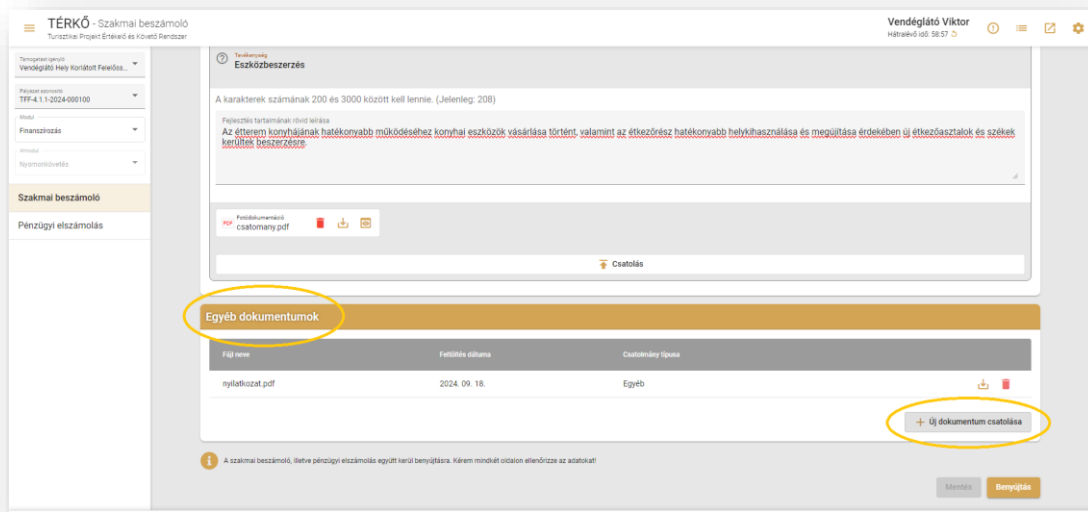 TÉRKŐ - Szakmai beszámoló
Turisztikai Projekt Értékelő és Követő Rendszer
Vendéglátó Viktor
Hátralévő idő: 58:57
Támogatást igénylő
Vendéglátó Hely Korlátolt Felelőss...
Pályázat azonosító
TFF-4.1.1-2024-000100
Modul
Finanszírozás
Almodul
Nyomonkövetés
Szakmai beszámoló
Pénzügyi elszámolás
Tevékenység
Eszközbeszerzés
A karakterek számának 200 és 3000 között kell lennie. (Jelenleg: 208)
Fejlesztés tartalmának rövid leírása
Az étterem konyhájának hatékonyabb működéséhez konyhai eszközök vásárlása történt, valamint az étkezőrész hatékonyabb helykihasználása és megújítása érdekében új étkezőasztalok és székek
kerültek beszerzésre.
PDF
Fotódokumentáció
csatomany.pdf
Csatolás
Egyéb dokumentumok
Fájl neve Feltöltés dátuma Csatolmány típusa
nyilatkozat.pdf 2024. 09. 18. Egyéb
+ Új dokumentum csatolása
A szakmai beszámoló, illetve pénzügyi elszámolás együtt kerül benyújtásra. Kérem mindkét oldalon ellenőrizze az adatokat!
Mentés Benyújtás